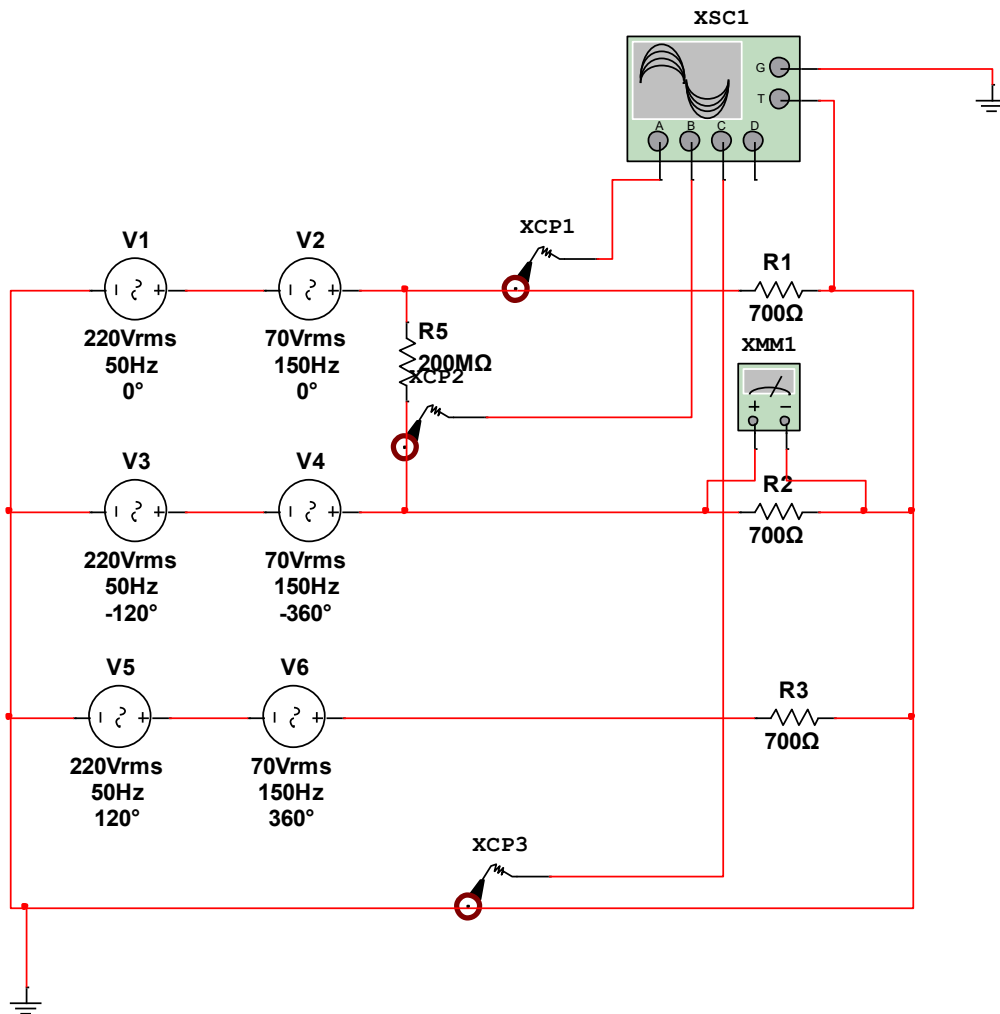 XSC1
G
T
A B C D
XCP1
V1
V2
R1
220Vrms
50Hz
0°
70Vrms
150Hz
0°
R5
200MΩ
700Ω
XMM1
XCP2
+ −
V3
V4
R2
220Vrms
50Hz
-120°
70Vrms
150Hz
-360°
700Ω
V5
V6
R3
220Vrms
50Hz
120°
70Vrms
150Hz
360°
700Ω
XCP3